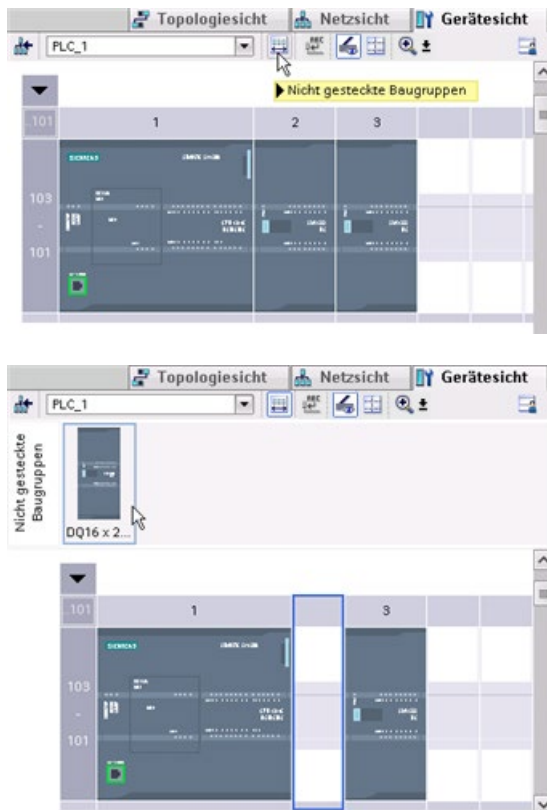 Topologiesicht Netzsicht Gerätesicht
PLC_1
Nicht gesteckte Baugruppen
101 1 2 3
SIEMENS
103
-
101
Topologiesicht Netzsicht Gerätesicht
PLC_1
Nicht gesteckte
Baugruppen
DQ16 x 2...
101 1 3
SIEMENS
103
-
101